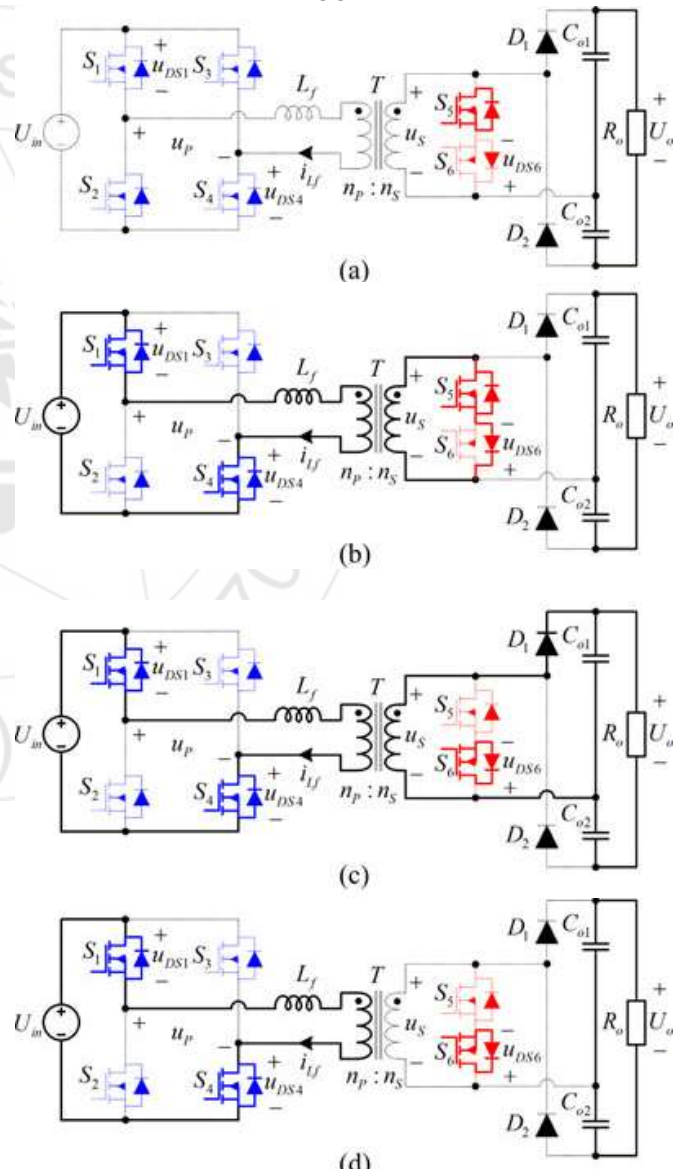 S1 + uDS1 − S3 Lf T + D1 Co1
Uin + − + uP − uS S5 − uDS6 Ro + Uo −
S2 S4 + uDS4 − iLf nP : nS − S6 + D2 Co2
(a)
S1 + uDS1 − S3 Lf T + D1 Co1
Uin + − + uP − uS S5 − uDS6 Ro + Uo −
S2 S4 + uDS4 − iLf nP : nS − S6 + D2 Co2
(b)
S1 + uDS1 − S3 Lf T + D1 Co1
Uin + − + uP − uS S5 − uDS6 Ro + Uo −
S2 S4 + uDS4 − iLf nP : nS − S6 + D2 Co2
(c)
S1 + uDS1 − S3 Lf T + D1 Co1
Uin + − + uP − uS S5 − uDS6 Ro + Uo −
S2 S4 + uDS4 − iLf nP : nS − S6 + D2 Co2
(d)